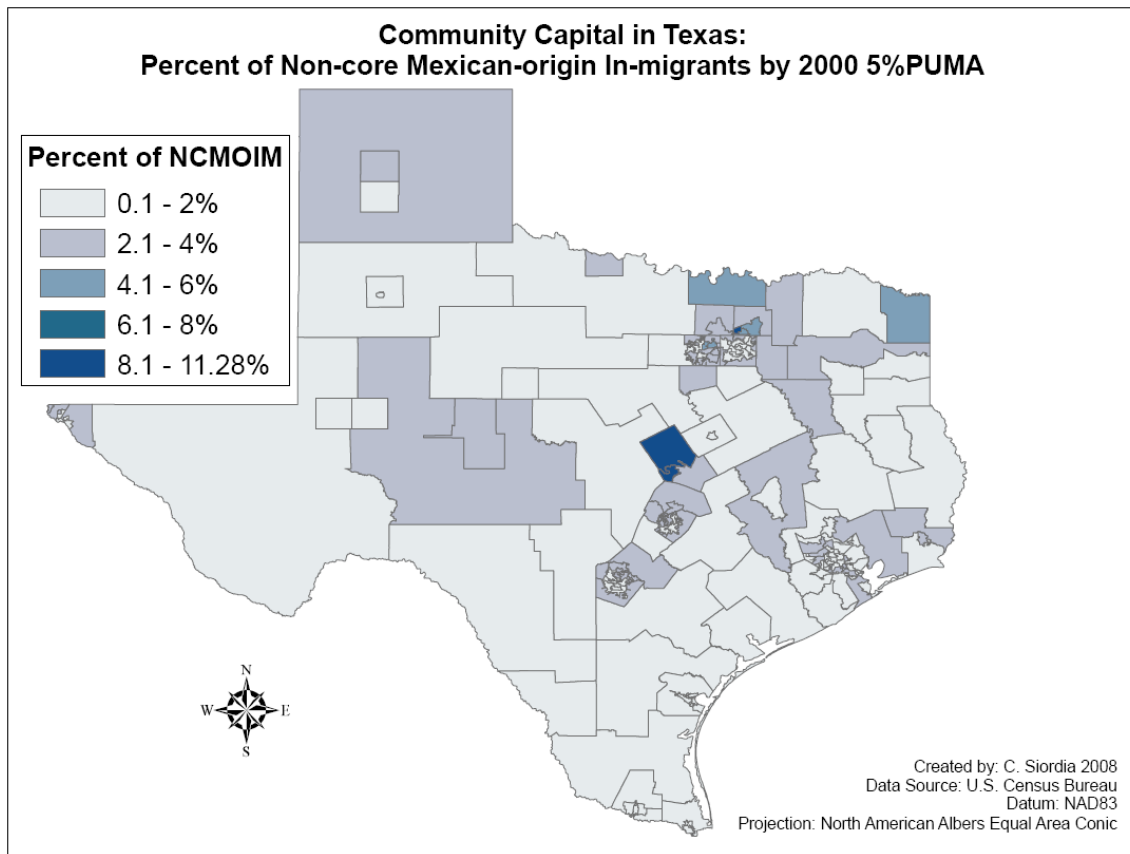 Community Capital in Texas:
Percent of Non-core Mexican-origin In-migrants by 2000 5%PUMA
Percent of NCMOIM
0.1 - 2%
2.1 - 4%
4.1 - 6%
6.1 - 8%
8.1 - 11.28%
N
W
E
S
Created by: C. Siordia 2008
Data Source: U.S. Census Bureau
Datum: NAD83
Projection: North American Albers Equal Area Conic